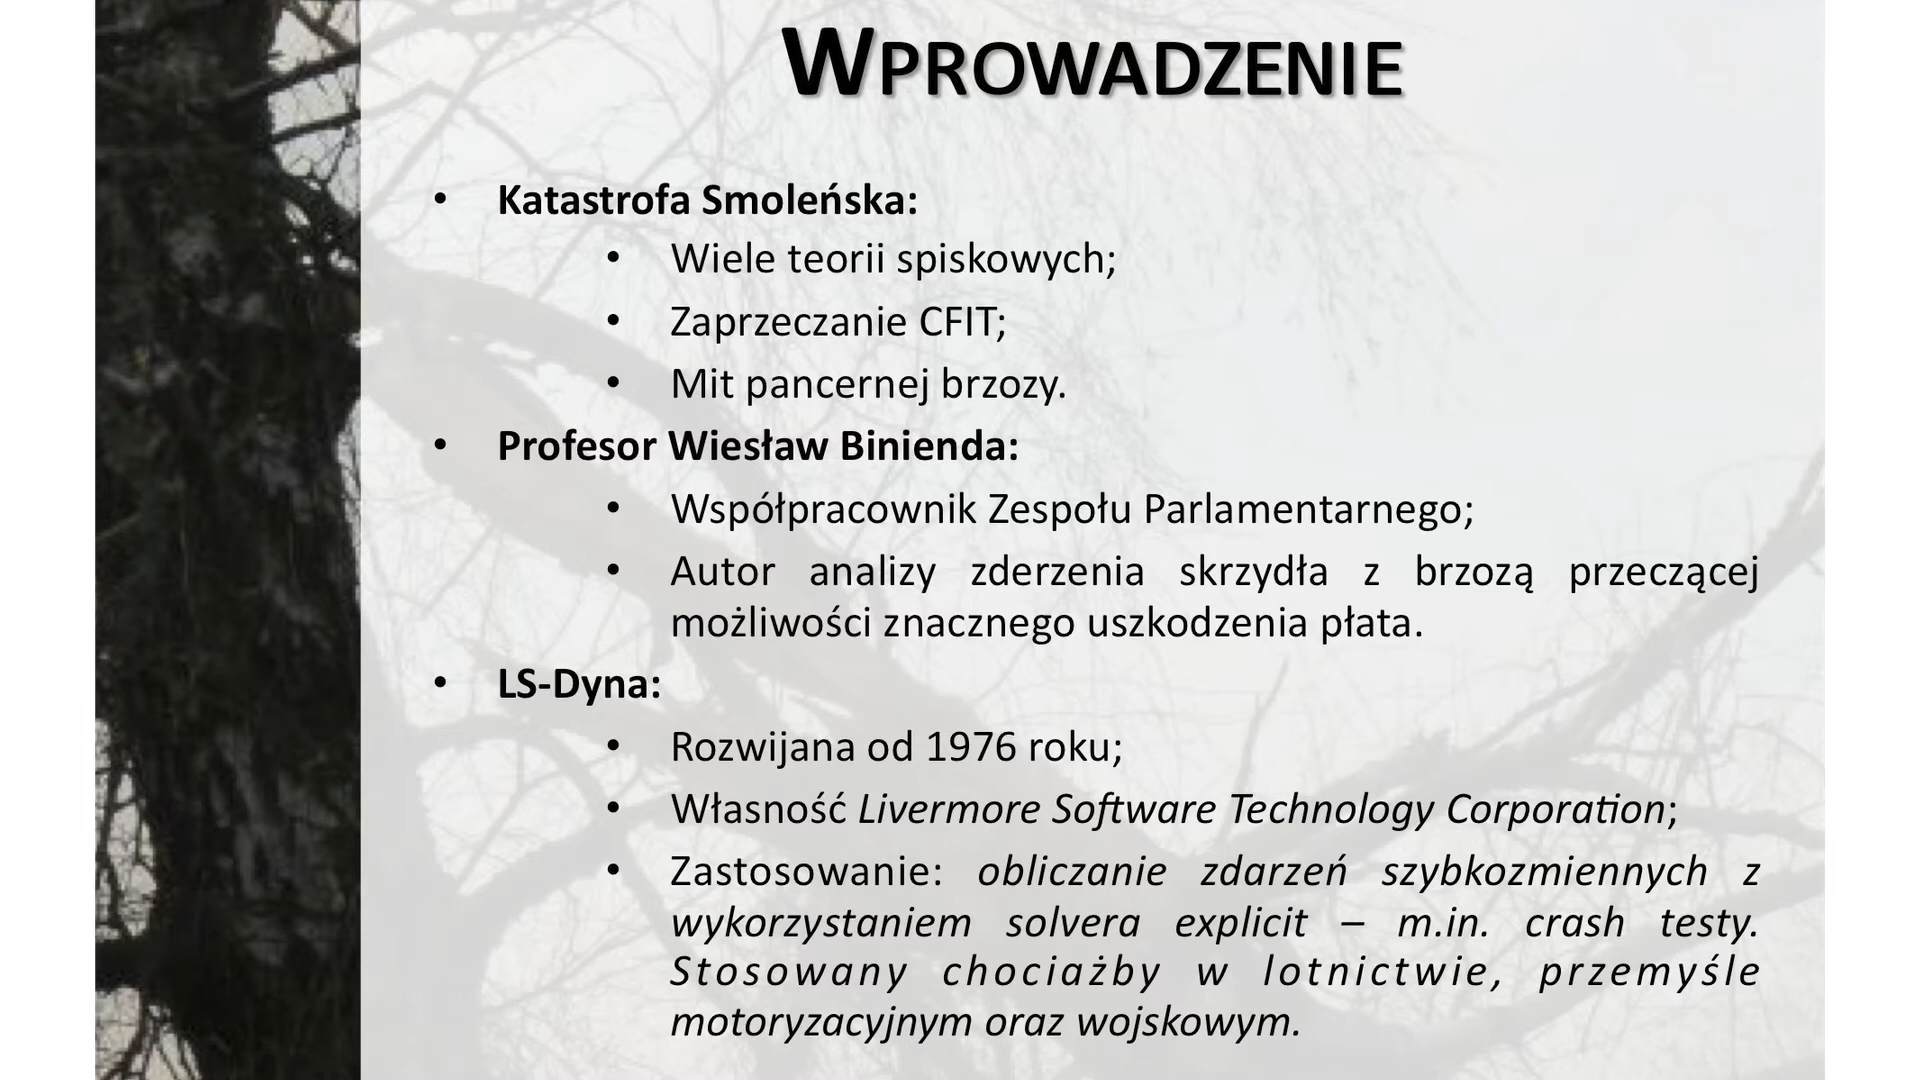 WPROWADZENIE
• Katastrofa Smoleńska:
• Wiele teorii spiskowych;
• Zaprzeczanie CFIT;
• Mit pancernej brzozy.
• Profesor Wiesław Binienda:
• Współpracownik Zespołu Parlamentarnego;
• Autor analizy zderzenia skrzydła z brzozą przeczącej
możliwości znacznego uszkodzenia płata.
• LS-Dyna:
• Rozwijana od 1976 roku;
• Własność Livermore Software Technology Corporation;
• Zastosowanie: obliczanie zdarzeń szybkozmiennych z
wykorzystaniem solvera explicit – m.in. crash testy.
Stosowany chociażby w lotnictwie, przemyśle
motoryzacyjnym oraz wojskowym.